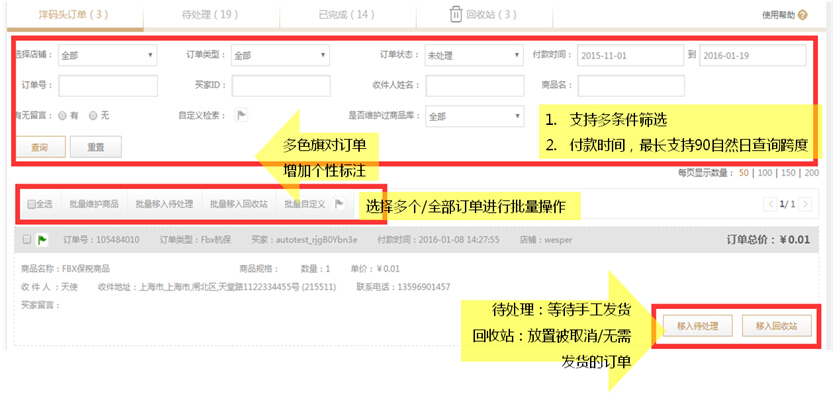 洋码头订单（3） 待处理（19） 已完成（14） 回收站（3） 使用帮助
选择店铺： 全部 订单类型： 全部 订单状态： 未处理 付款时间： 2015-11-01 到 2016-01-19
订单号： 买家ID： 收件人姓名： 商品名：
有无留言： 有 无 自定义检索： 是否维护过商品库： 全部
1. 支持多条件筛选
2. 付款时间，最长支持90自然日查询跨度
查询 重置
多色旗对订单
增加个性标注
每页显示数量： 50 | 100 | 150 | 200
全选 批量维护商品 批量移入待处理 批量移入回收站 批量自定义
选择多个/全部订单进行批量操作
1/ 1
订单号：105484010 订单类型：Fbx杭保 买家：autotest_rjgB0Ybn3e 付款时间：2016-01-08 14:27:55 店铺：wesper 订单总价：￥0.01
商品名称：FBX保税商品 商品规格： 数量：1 单价：￥0.01
收 件 人：天使 收件地址：上海市,上海市,闸北区,天堂路1122334455号 (215511) 联系电话：13596901457
买家留言：
待处理：等待手工发货
回收站：放置被取消/无需
发货的订单
移入待处理 移入回收站